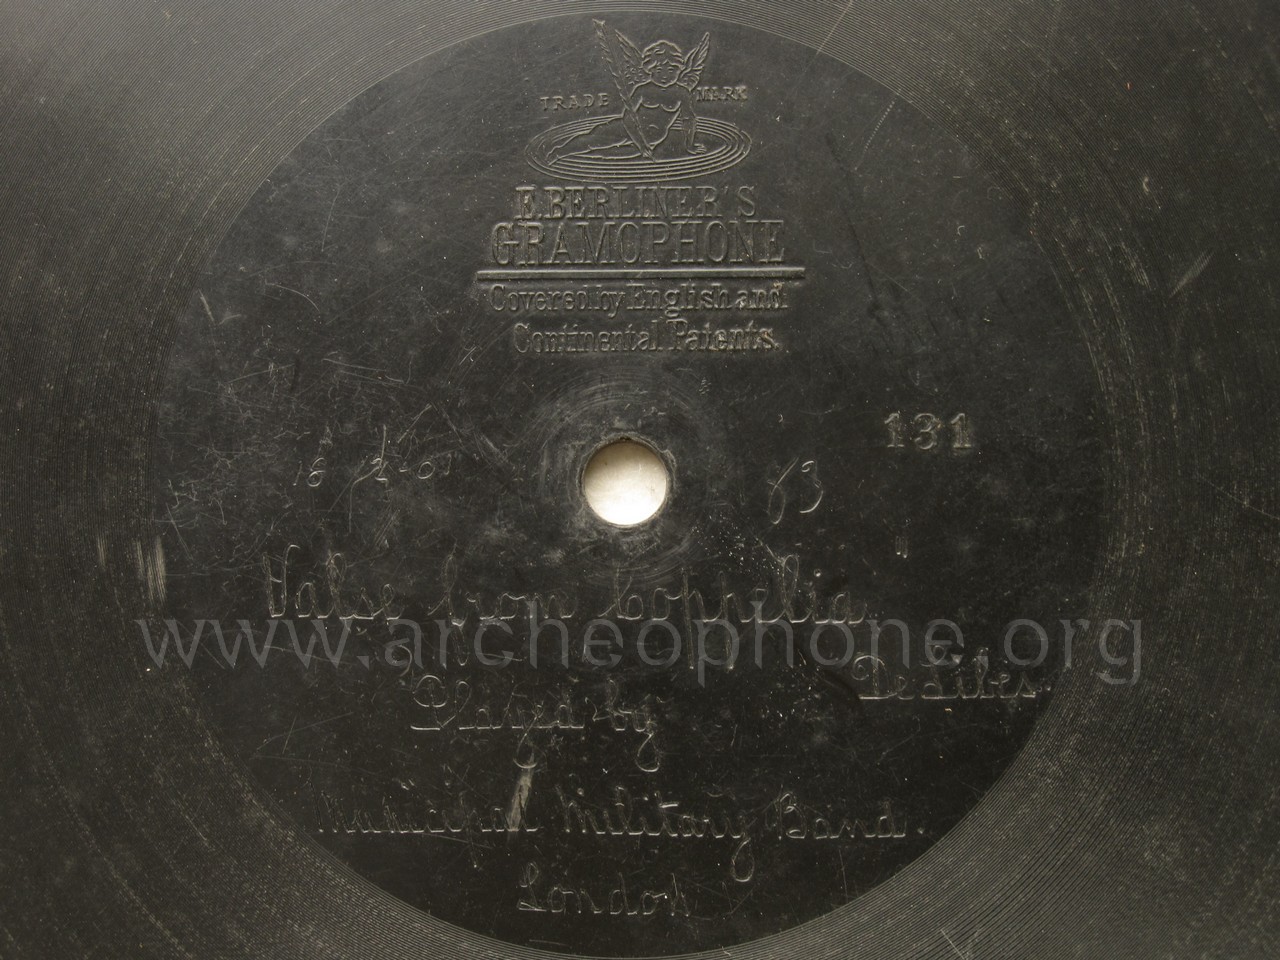 TRADE MARK
E. BERLINER'S
GRAMOPHONE
Covered by English and
Continental Patents.
131
Valse from Coppelia
www.archeophone.org
De Libes
Played by
Municipal Military Band.
London